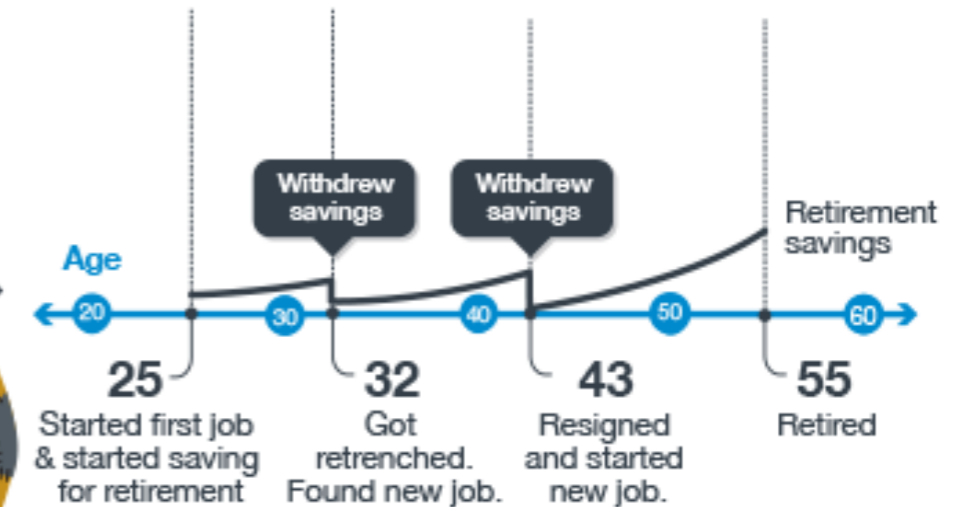 Withdrew
savings
Withdrew
savings
Retirement
savings
Age
20
30
40
50
60
25
Started first job
& started saving
for retirement
32
Got
retrenched.
Found new job.
43
Resigned
and started
new job.
55
Retired